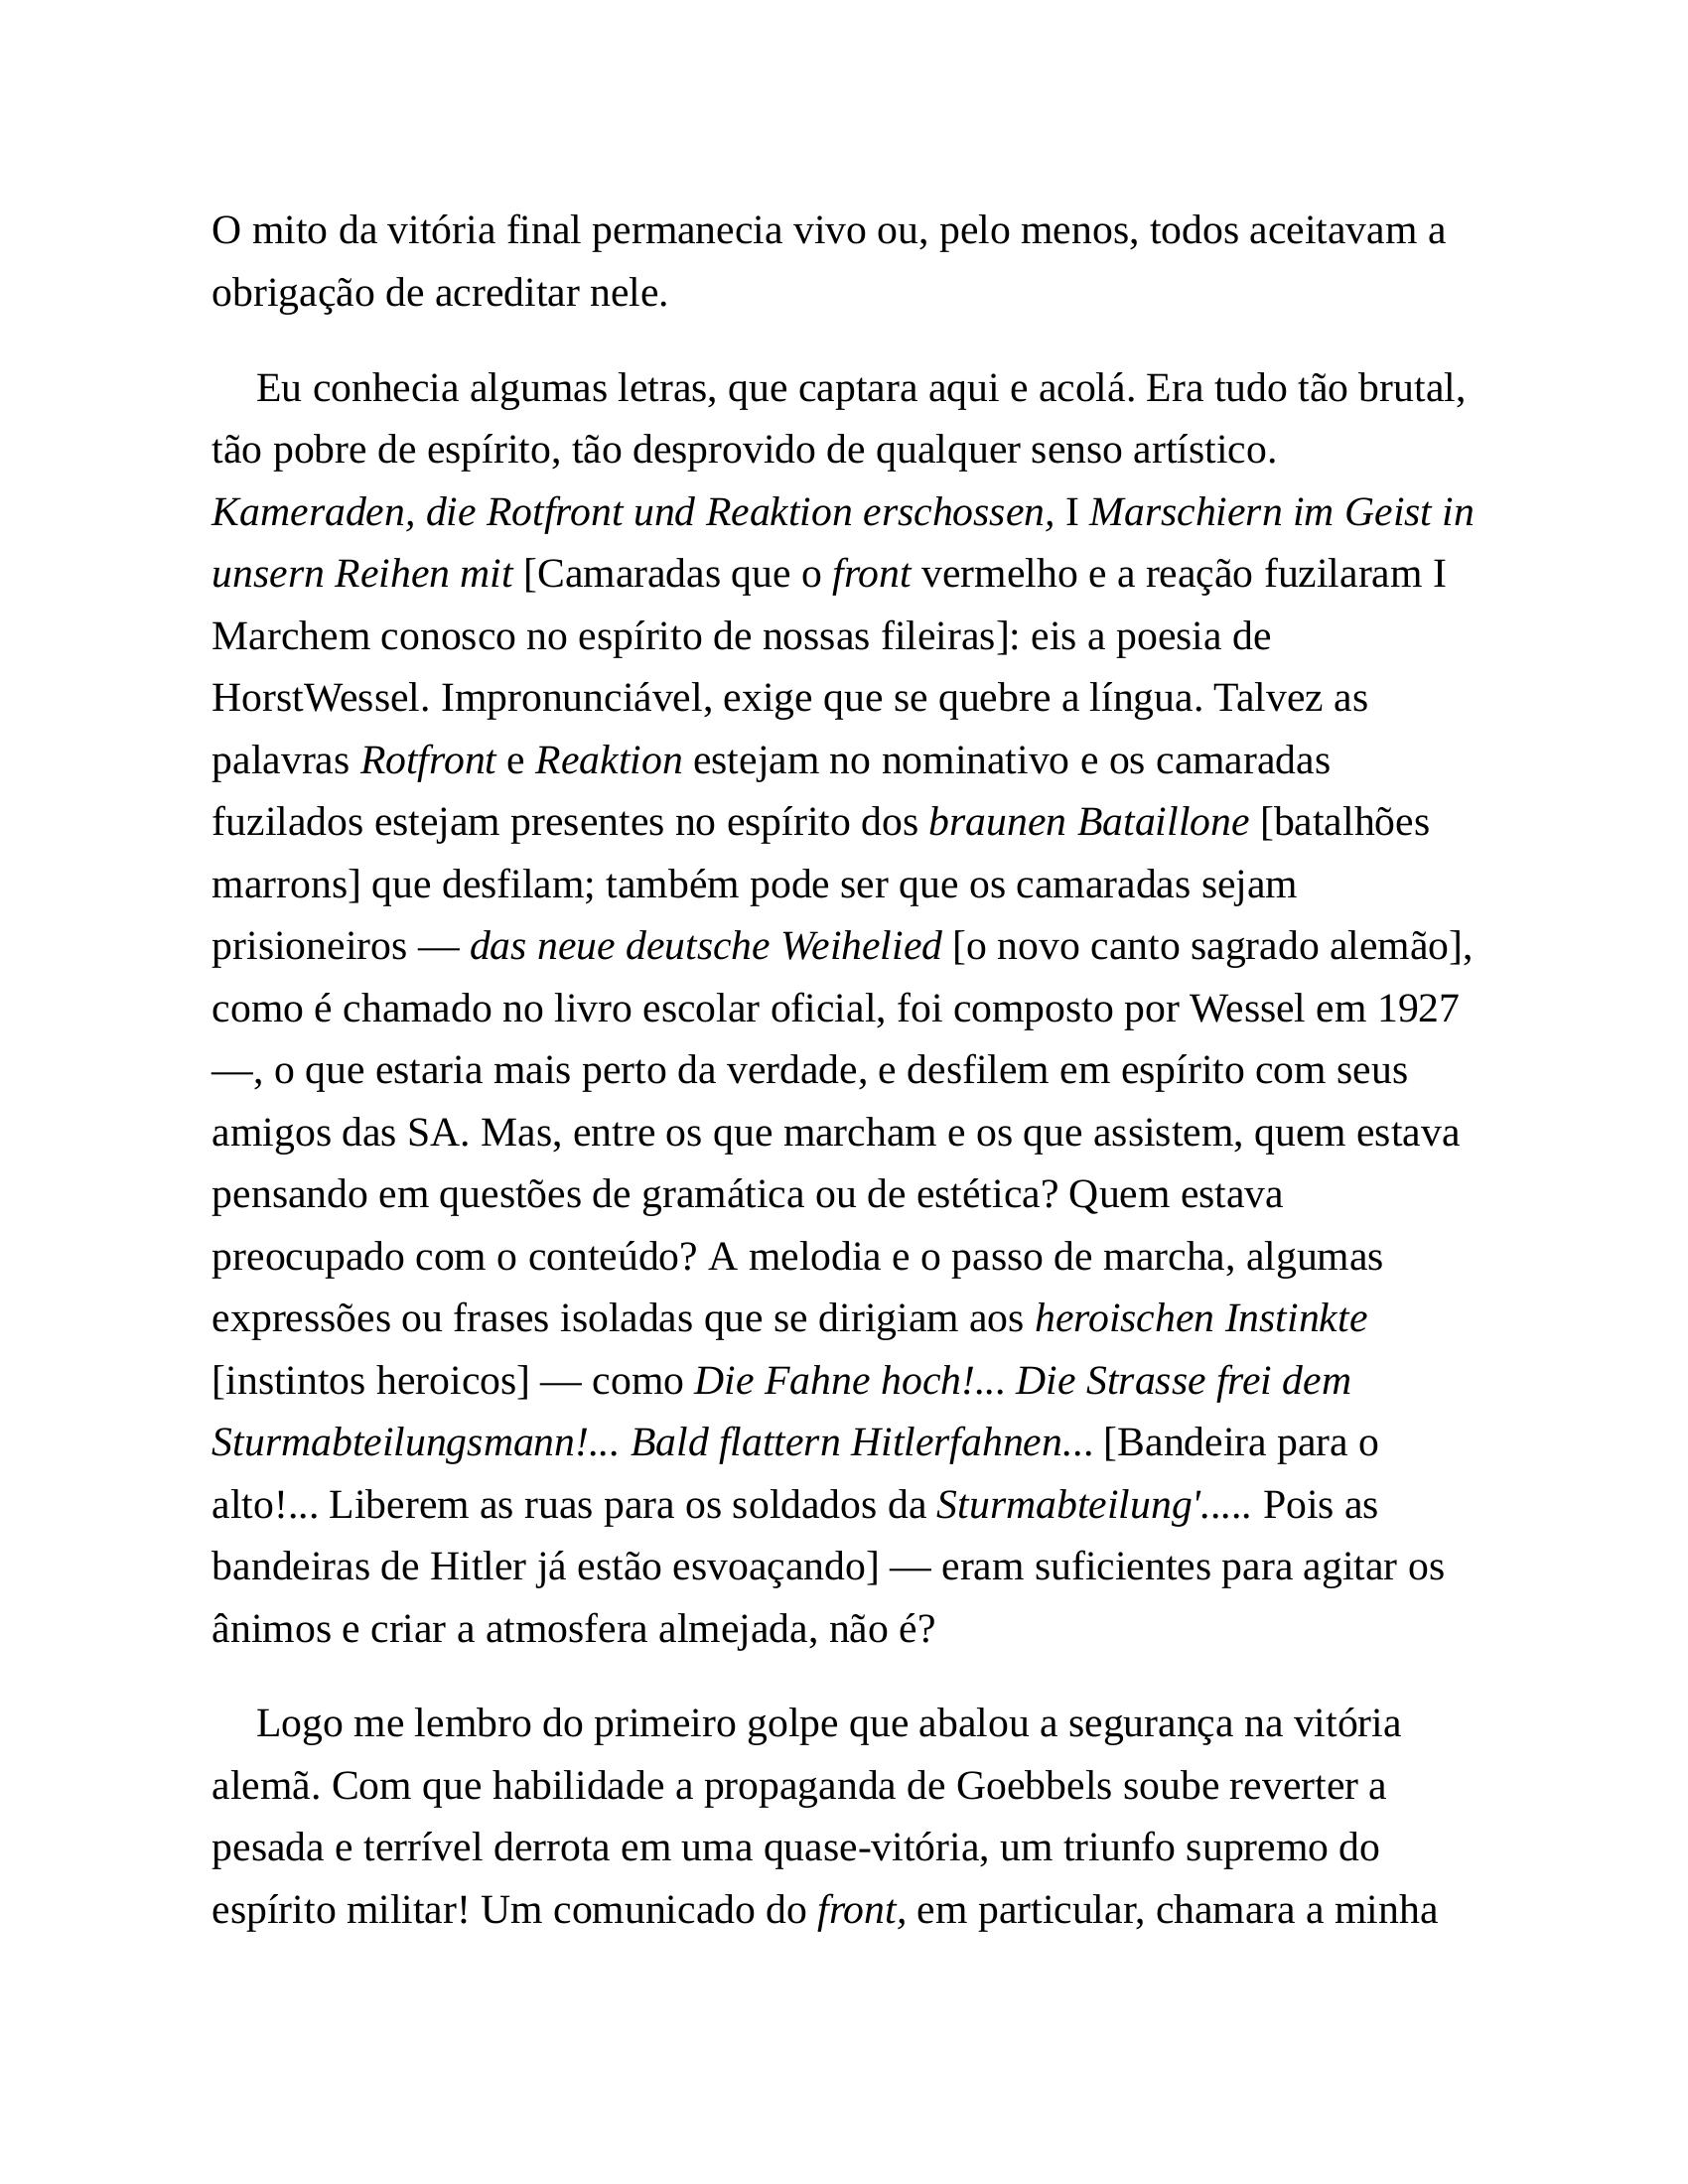 O mito da vitória final permanecia vivo ou, pelo menos, todos aceitavam a
obrigação de acreditar nele.
Eu conhecia algumas letras, que captara aqui e acolá. Era tudo tão brutal,
tão pobre de espírito, tão desprovido de qualquer senso artístico.
Kameraden, die Rotfront und Reaktion erschossen, I Marschiern im Geist in
unsern Reihen mit [Camaradas que o front vermelho e a reação fuzilaram I
Marchem conosco no espírito de nossas fileiras]: eis a poesia de
HorstWessel. Impronunciável, exige que se quebre a língua. Talvez as
palavras Rotfront e Reaktion estejam no nominativo e os camaradas
fuzilados estejam presentes no espírito dos braunen Bataillone [batalhões
marrons] que desfilam; também pode ser que os camaradas sejam
prisioneiros — das neue deutsche Weihelied [o novo canto sagrado alemão],
como é chamado no livro escolar oficial, foi composto por Wessel em 1927
—, o que estaria mais perto da verdade, e desfilem em espírito com seus
amigos das SA. Mas, entre os que marcham e os que assistem, quem estava
pensando em questões de gramática ou de estética? Quem estava
preocupado com o conteúdo? A melodia e o passo de marcha, algumas
expressões ou frases isoladas que se dirigiam aos heroischen Instinkte
[instintos heroicos] — como Die Fahne hoch!... Die Strasse frei dem
Sturmabteilungsmann!... Bald flattern Hitlerfahnen... [Bandeira para o
alto!... Liberem as ruas para os soldados da Sturmabteilung'..... Pois as
bandeiras de Hitler já estão esvoaçando] — eram suficientes para agitar os
ânimos e criar a atmosfera almejada, não é?
Logo me lembro do primeiro golpe que abalou a segurança na vitória
alemã. Com que habilidade a propaganda de Goebbels soube reverter a
pesada e terrível derrota em uma quase-vitória, um triunfo supremo do
espírito militar! Um comunicado do front, em particular, chamara a minha